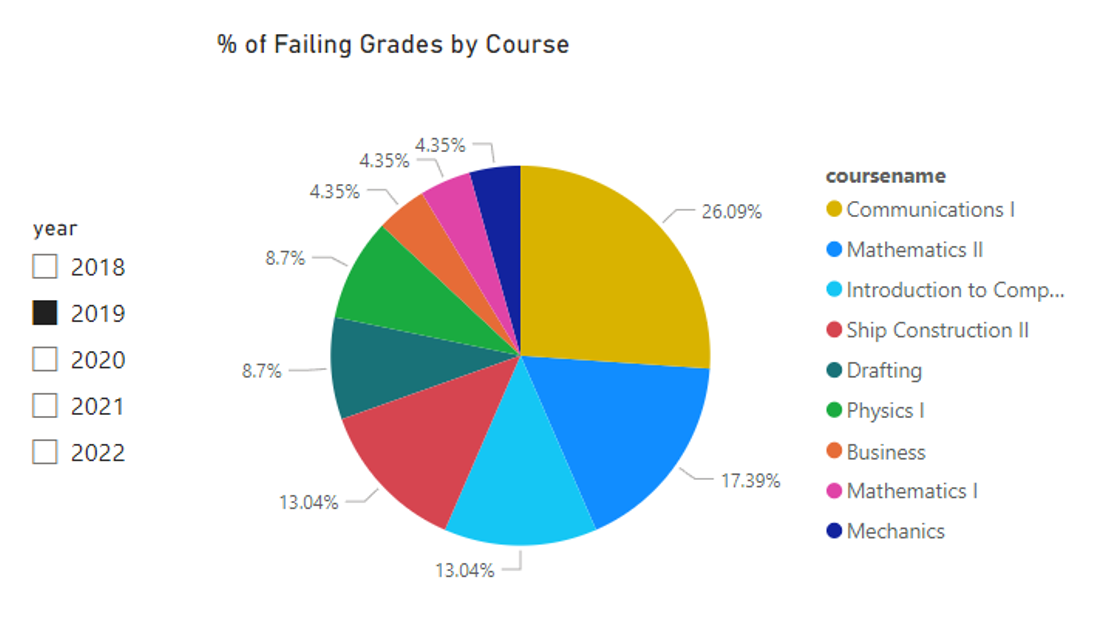 % of Failing Grades by Course
year
2018
2019
2020
2021
2022
26.09%
17.39%
13.04%
13.04%
8.7%
8.7%
4.35%
4.35%
4.35%
coursename
Communications I
Mathematics II
Introduction to Comp...
Ship Construction II
Drafting
Physics I
Business
Mathematics I
Mechanics